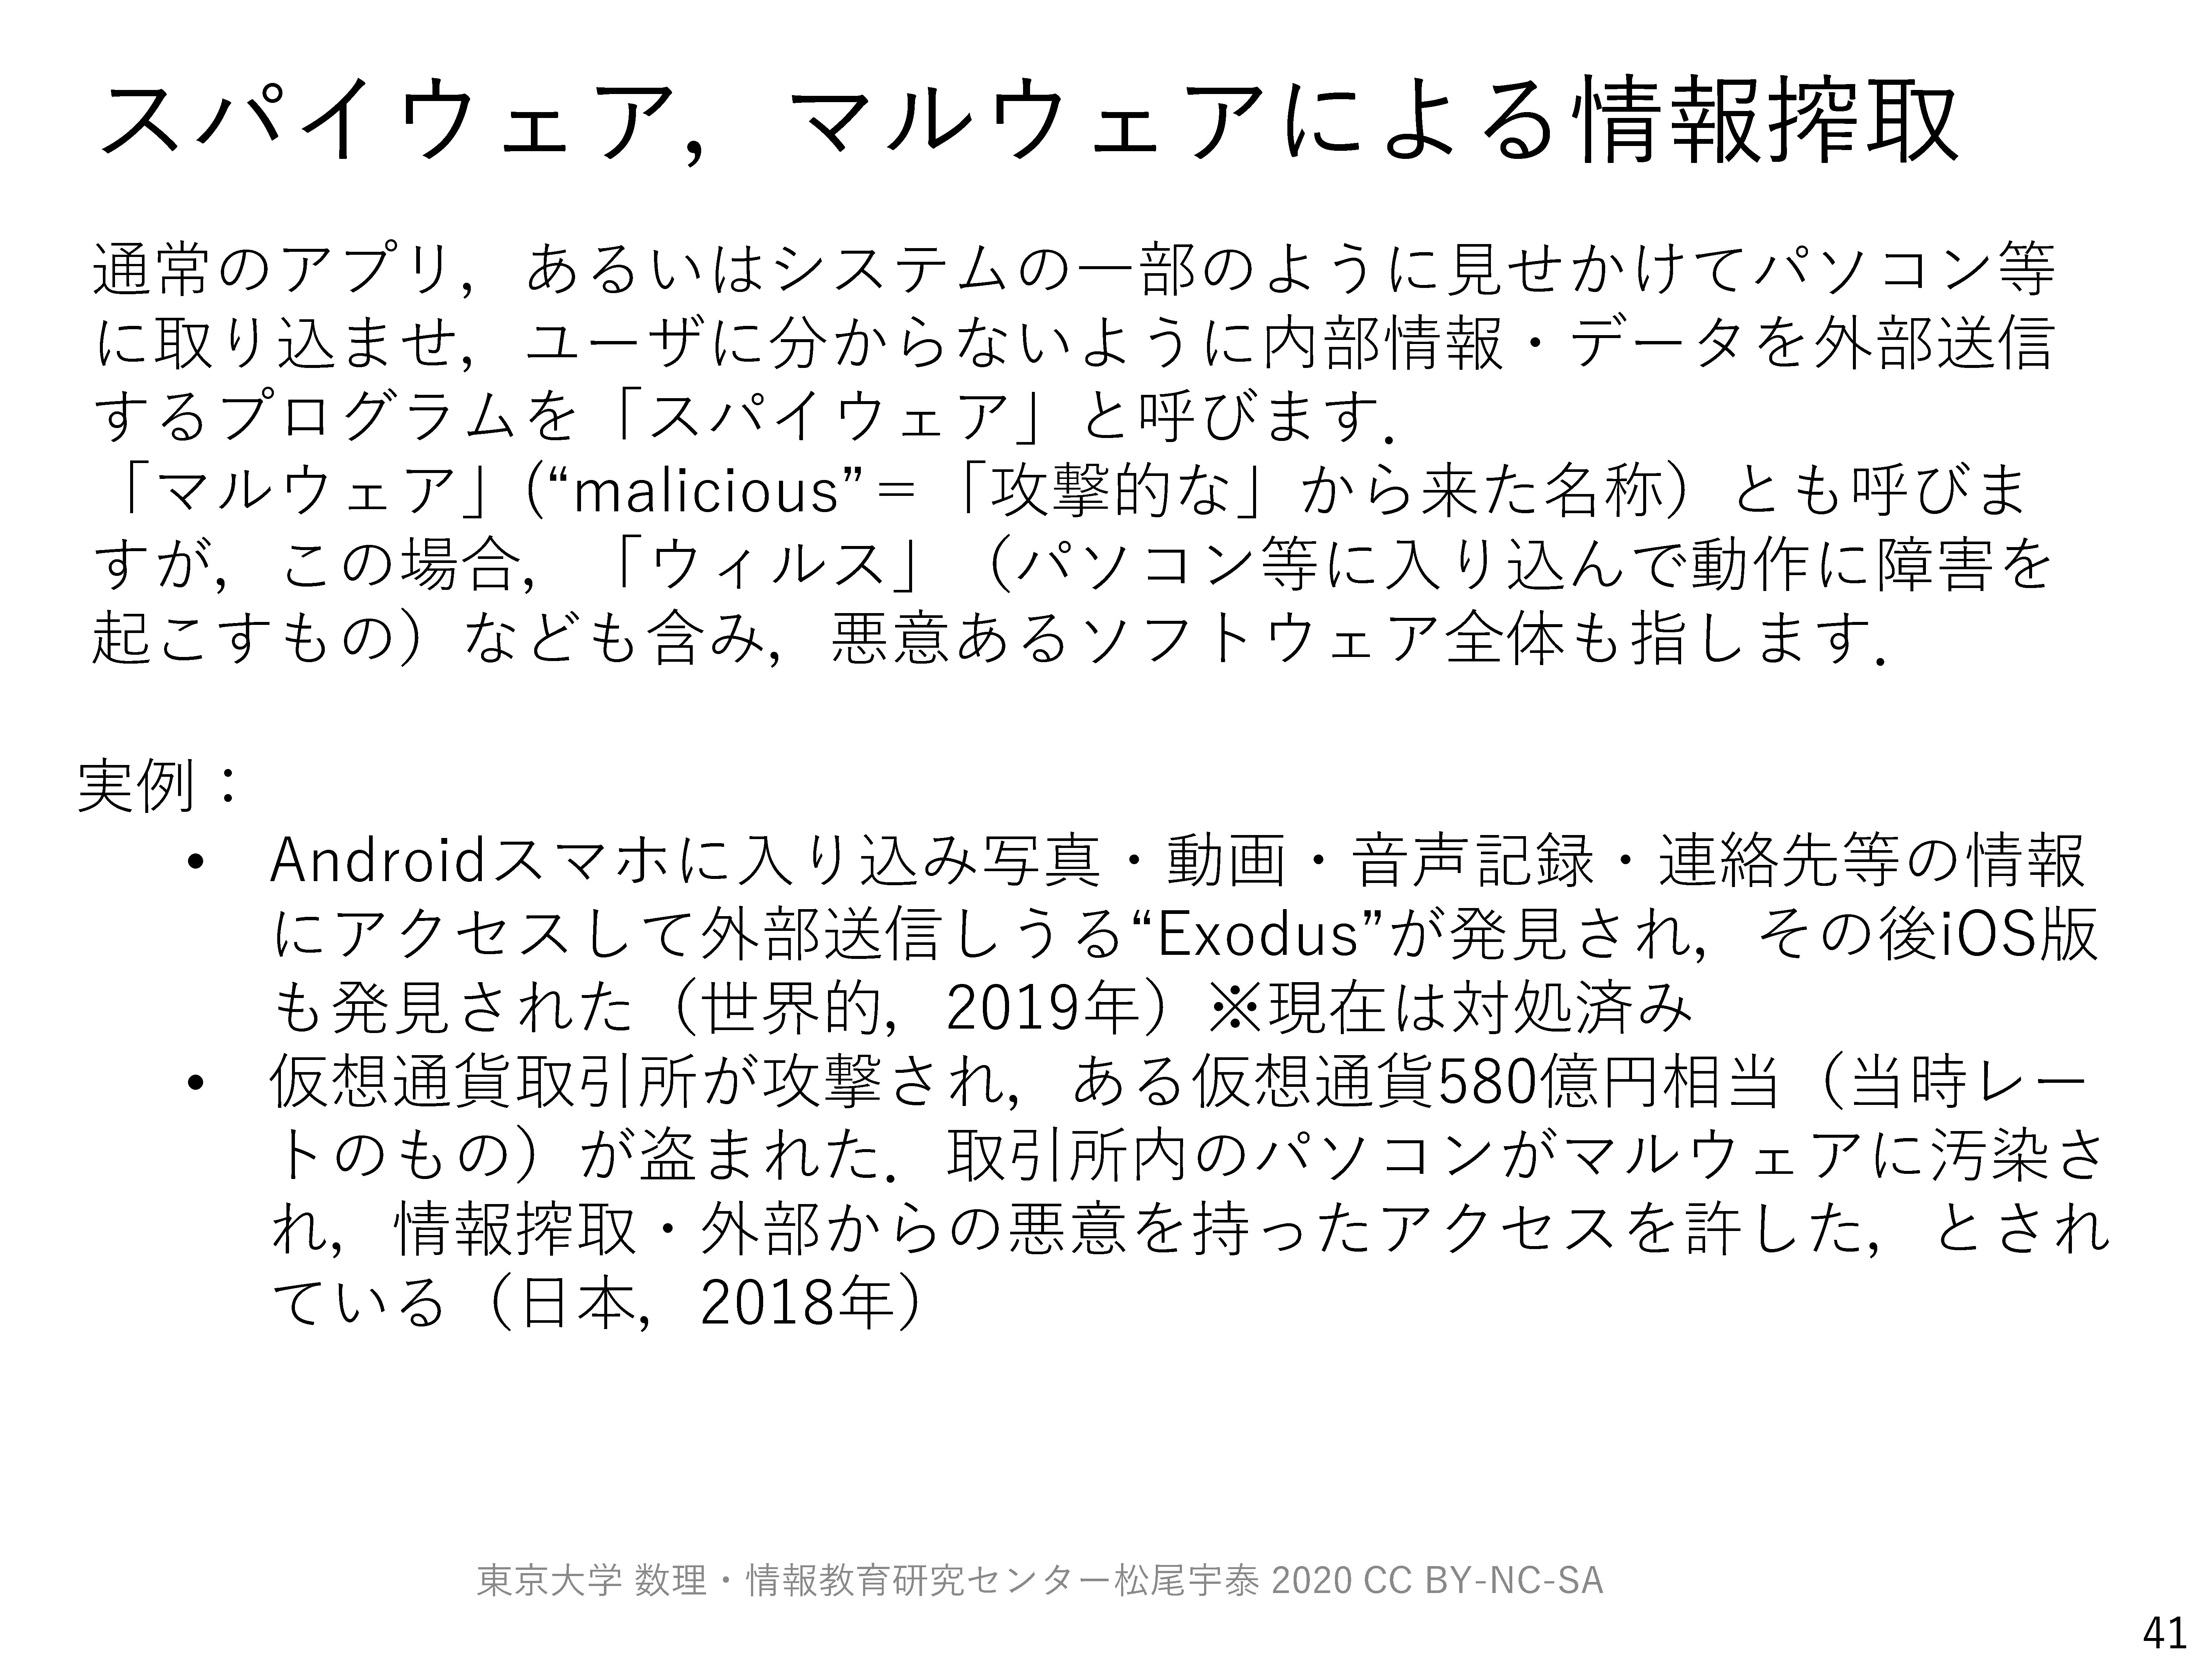 スパイウェア，マルウェアによる情報搾取
通常のアプリ，あるいはシステムの一部のように見せかけてパソコン等
に取り込ませ，ユーザに分からないように内部情報・データを外部送信
するプログラムを「スパイウェア」と呼びます．
「マルウェア」(“malicious”＝「攻撃的な」から来た名称）とも呼びま
すが，この場合，「ウィルス」（パソコン等に入り込んで動作に障害を
起こすもの）なども含み，悪意あるソフトウェア全体も指します．
実例：
• Androidスマホに入り込み写真・動画・音声記録・連絡先等の情報
にアクセスして外部送信しうる“Exodus”が発見され，その後iOS版
も発見された（世界的，2019年）※現在は対処済み
• 仮想通貨取引所が攻撃され，ある仮想通貨580億円相当（当時レー
トのもの）が盗まれた．取引所内のパソコンがマルウェアに汚染さ
れ，情報搾取・外部からの悪意を持ったアクセスを許した，とされ
ている（日本，2018年）
東京大学 数理・情報教育研究センター松尾宇泰 2020 CC BY-NC-SA
41